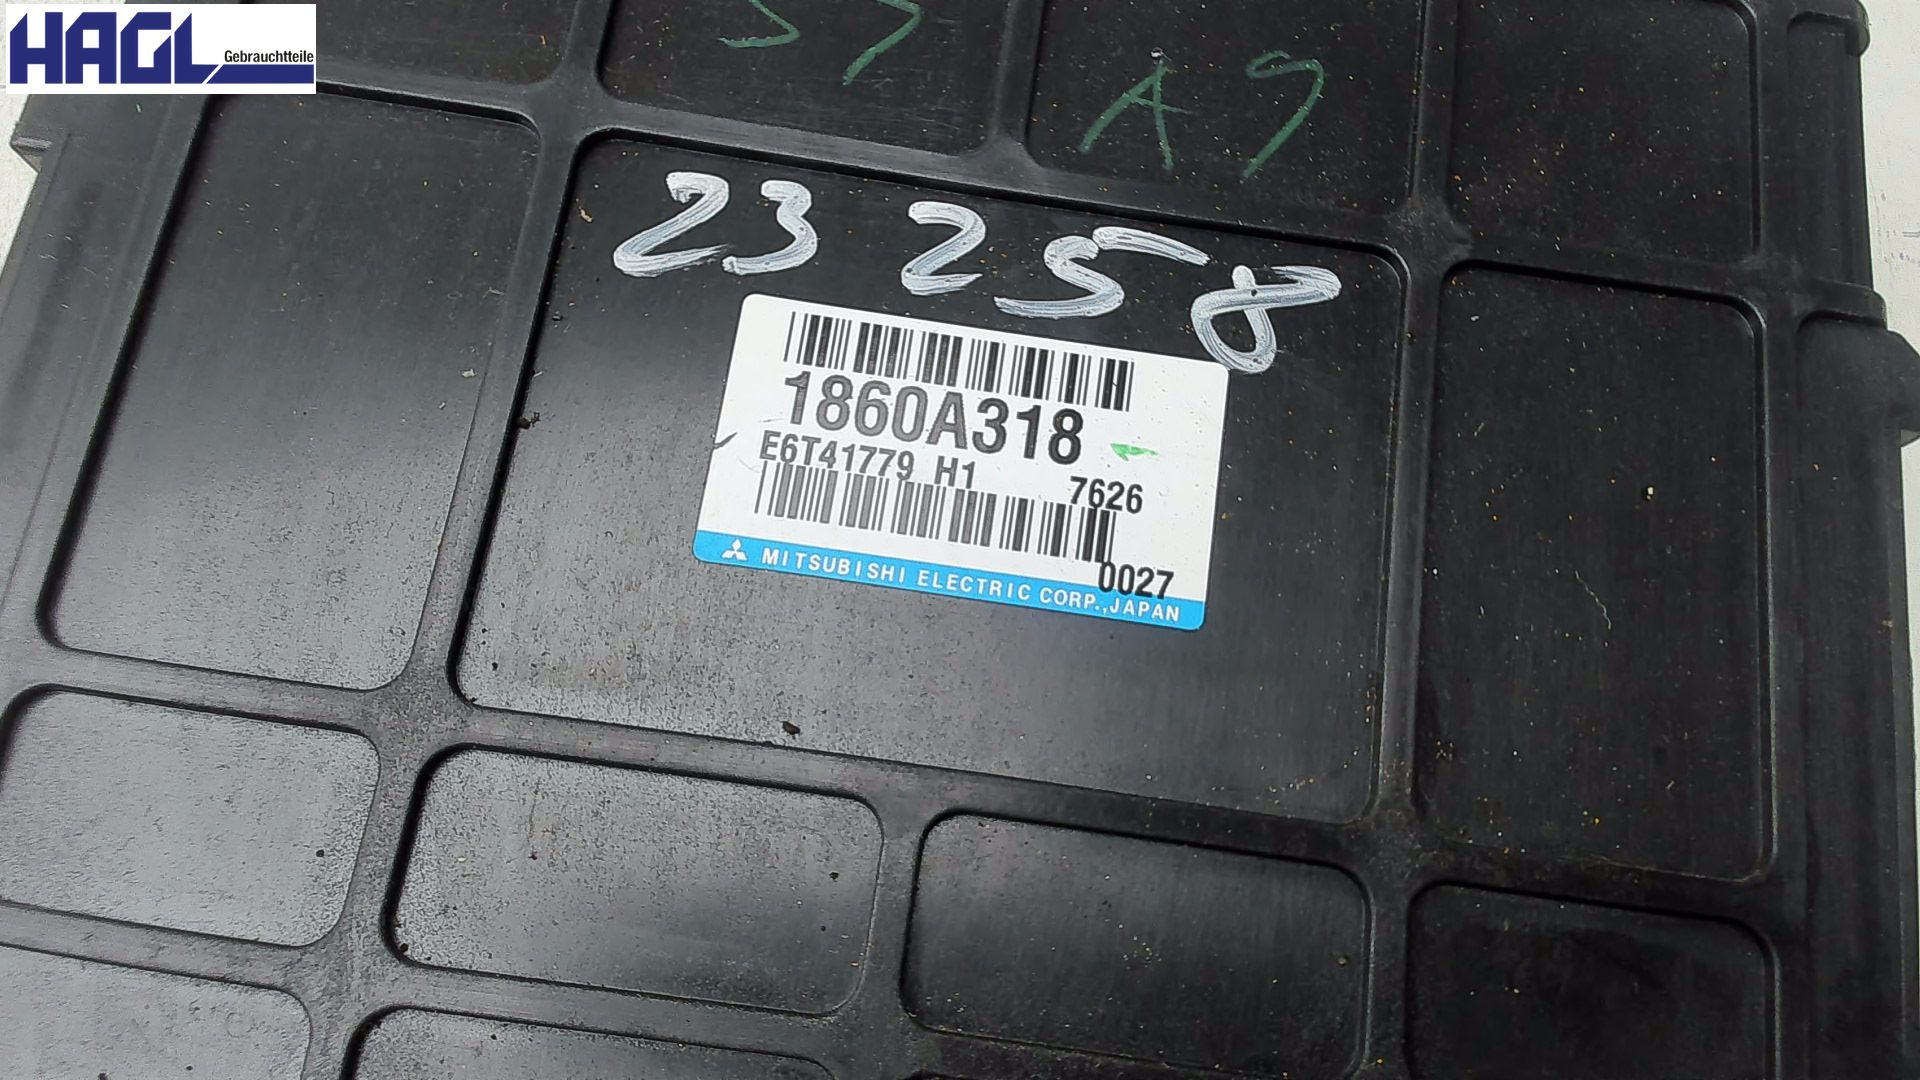 HAGL Gebrauchtteile
A9
23 258
1860A318
E6T41779 H1 7626
0027
MITSUBISHI ELECTRIC CORP.,JAPAN